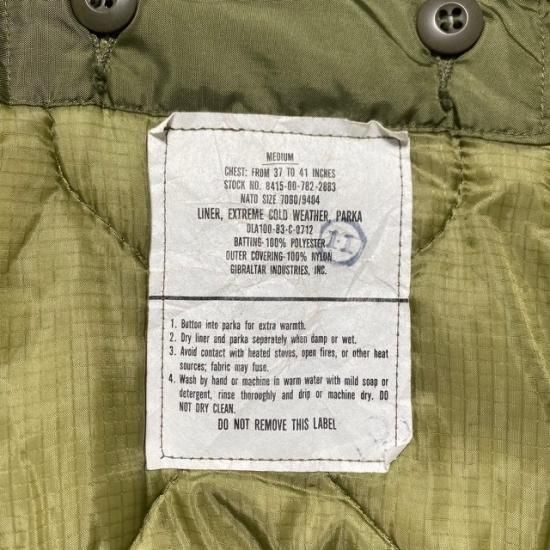 MEDIUM
CHEST: FROM 37 TO 41 INCHES
STOCK NO. 8415-00-782-2883
NATO SIZE 7080/9404
LINER, EXTREME COLD WEATHER, PARKA
DLA100-83-C-0712
BATTING-100% POLYESTER
OUTER COVERING-100% NYLON
GIBRALTAR INDUSTRIES, INC.
11
1. Button into parka for extra warmth.
2. Dry liner and parka separately when damp or wet.
3. Avoid contact with heated stoves, open fires, or other heat
sources; fabric may fuse.
4. Wash by hand or machine in warm water with mild soap or
detergent, rinse thoroughly and drip or machine dry. DO
NOT DRY CLEAN.
DO NOT REMOVE THIS LABEL